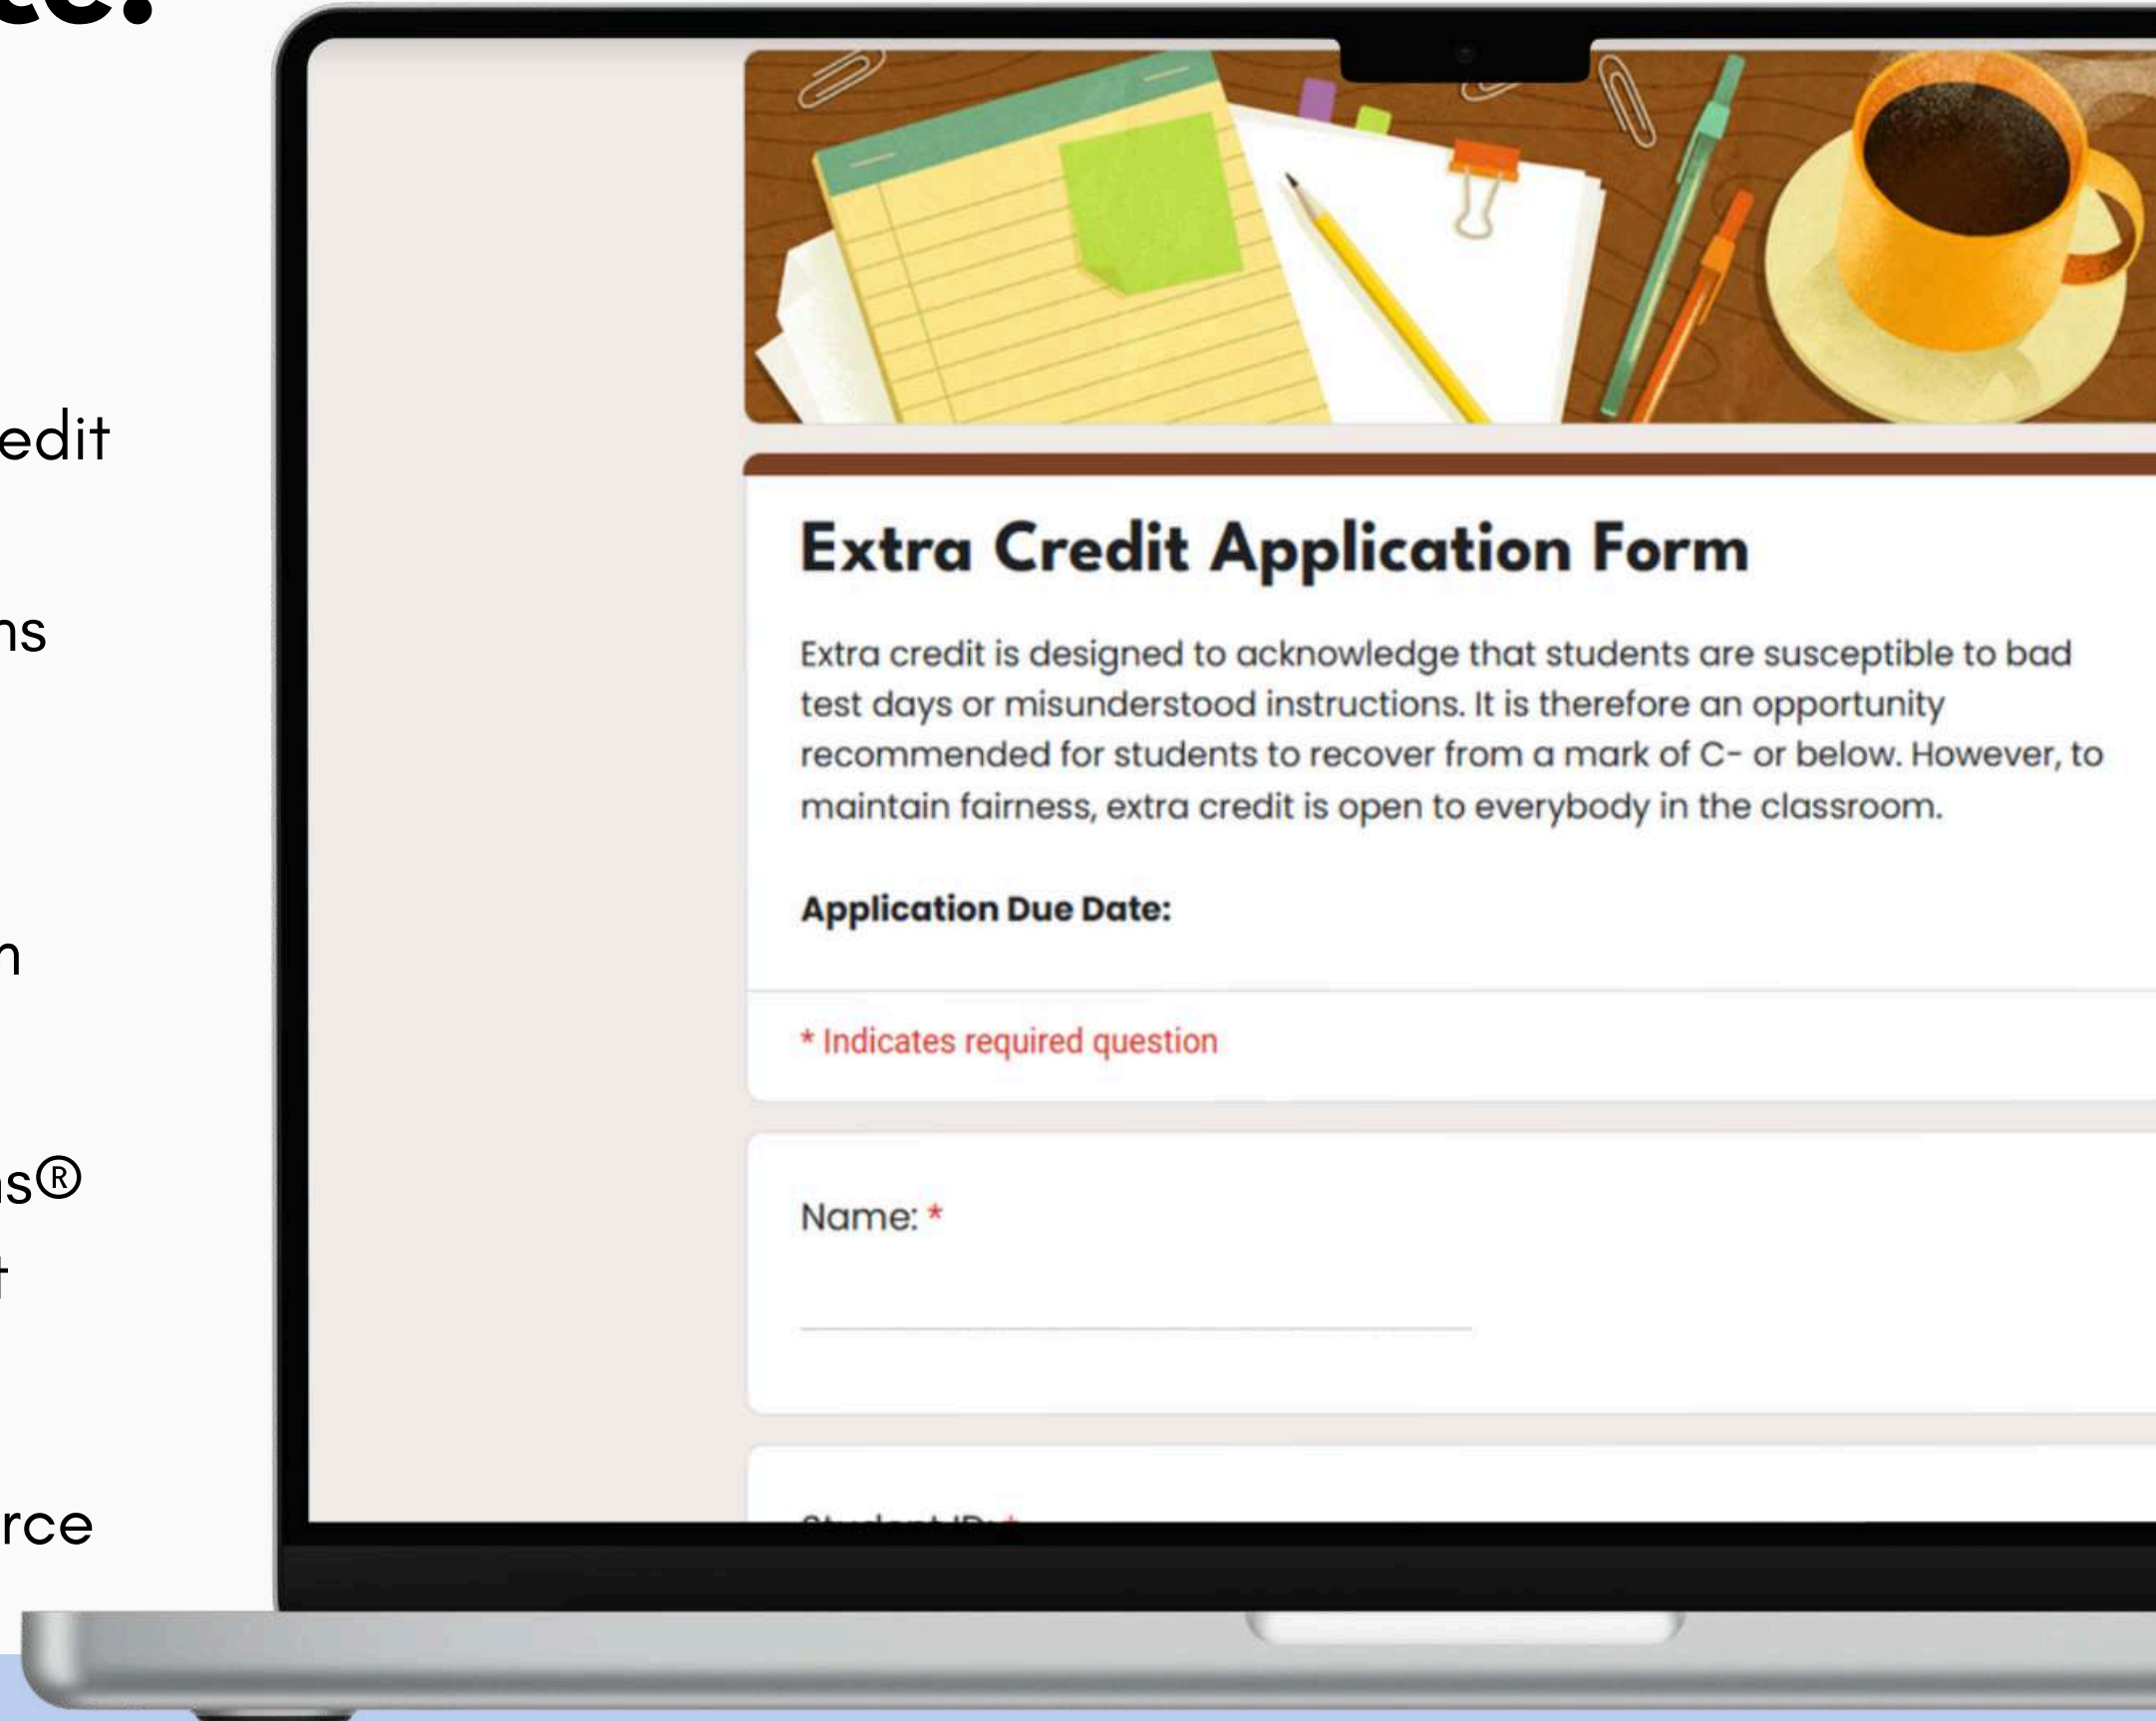 edit
Extra Credit Application Form
Extra credit is designed to acknowledge that students are susceptible to bad
test days or misunderstood instructions. It is therefore an opportunity
recommended for students to recover from a mark of C- or below. However, to
maintain fairness, extra credit is open to everybody in the classroom.
Application Due Date:
* Indicates required question
Name: *
Student ID: *